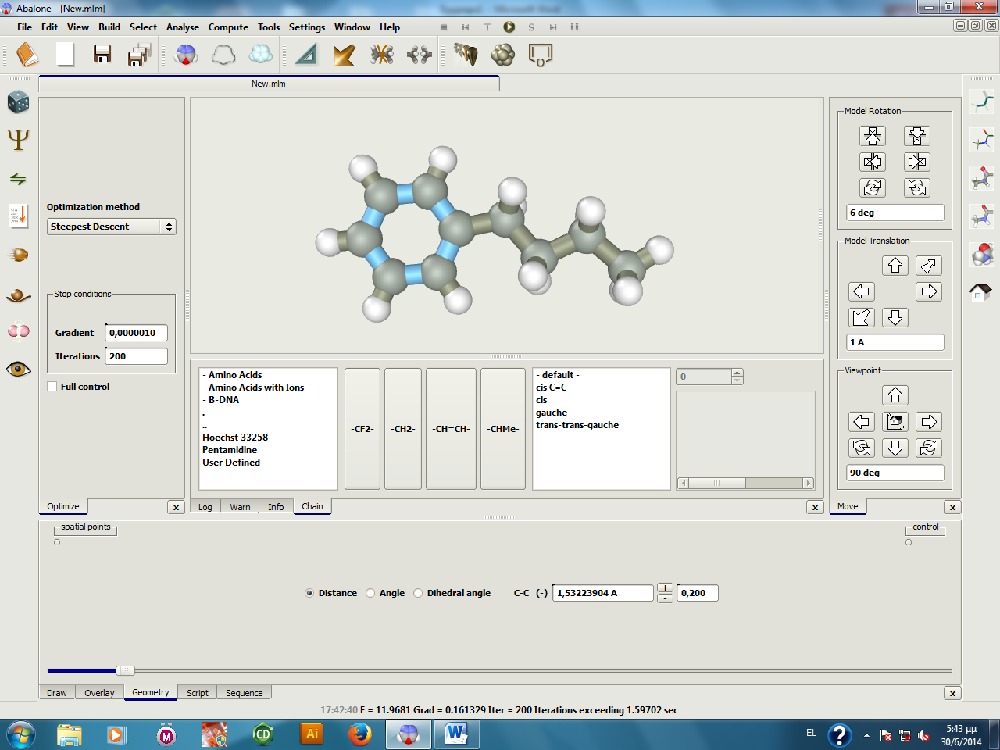 Abalone - [New.mlm]
File Edit View Build Select Analyse Compute Tools Settings Window Help
New.mlm
Optimization method
Steepest Descent
Stop conditions
Gradient 0,0000010
Iterations 200
Full control
Optimize x
- Amino Acids
- Amino Acids with Ions
- B-DNA
.
..
Hoechst 33258
Pentamidine
User Defined
-CF2- -CH2- -CH=CH- -CHMe-
- default -
cis C=C
cis
gauche
trans-trans-gauche
0
Log Warn Info Chain x
Model Rotation
6 deg
Model Translation
1 A
Viewpoint
90 deg
Move x
spatial points control
Distance Angle Dihedral angle C-C (-) 1,53223904 A + - 0,200
Draw Overlay Geometry Script Sequence x
17:42:40 E = 11.9681 Grad = 0.161329 Iter = 200 Iterations exceeding 1.59702 sec
EL 5:43 μμ
30/6/2014